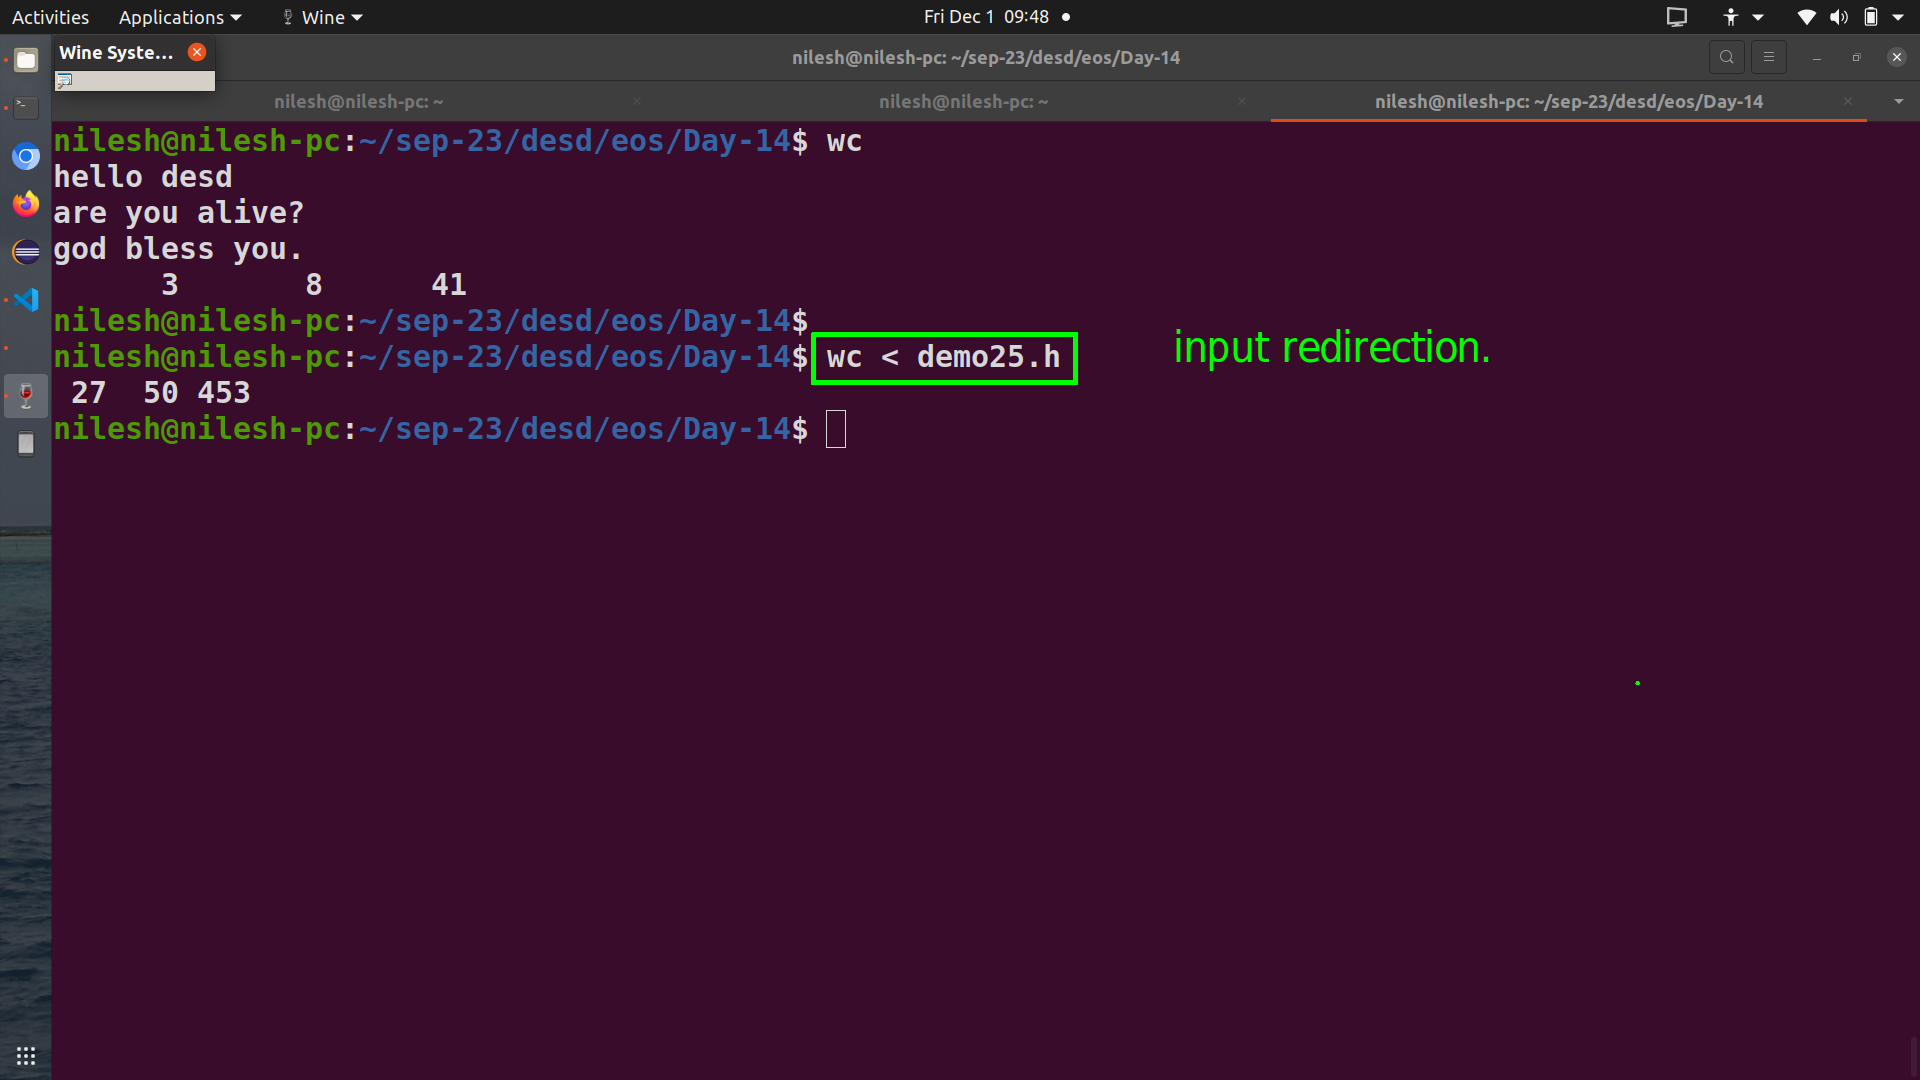 Activities Applications Wine Fri Dec 1 09:48
Wine Syste...
nilesh@nilesh-pc: ~/sep-23/desd/eos/Day-14
nilesh@nilesh-pc: ~ nilesh@nilesh-pc: ~ nilesh@nilesh-pc: ~/sep-23/desd/eos/Day-14
nilesh@nilesh-pc:~/sep-23/desd/eos/Day-14$ wc
hello desd
are you alive?
god bless you.
      3       8      41
nilesh@nilesh-pc:~/sep-23/desd/eos/Day-14$
nilesh@nilesh-pc:~/sep-23/desd/eos/Day-14$ wc < demo25.h input redirection.
 27  50 453
nilesh@nilesh-pc:~/sep-23/desd/eos/Day-14$